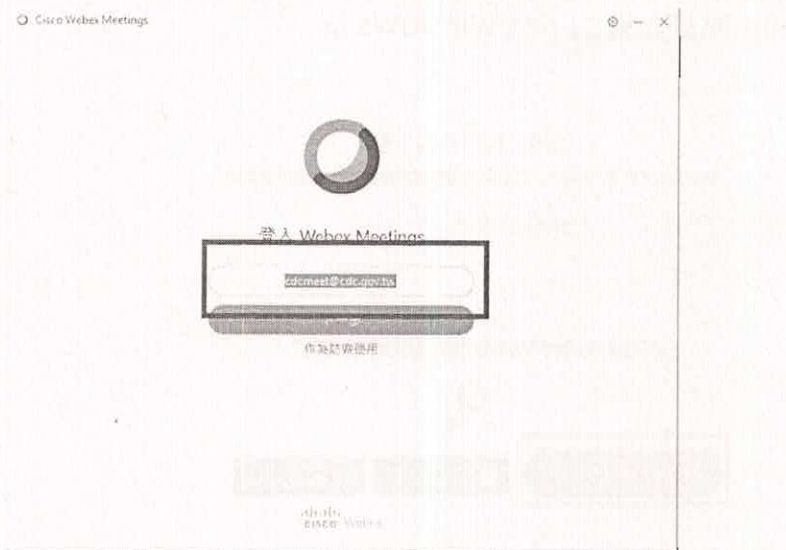 Cisco Webex Meetings
登入 Webex Meetings
cdcmeet@cdc.gov.tw
作為訪客使用
CISCO Webex